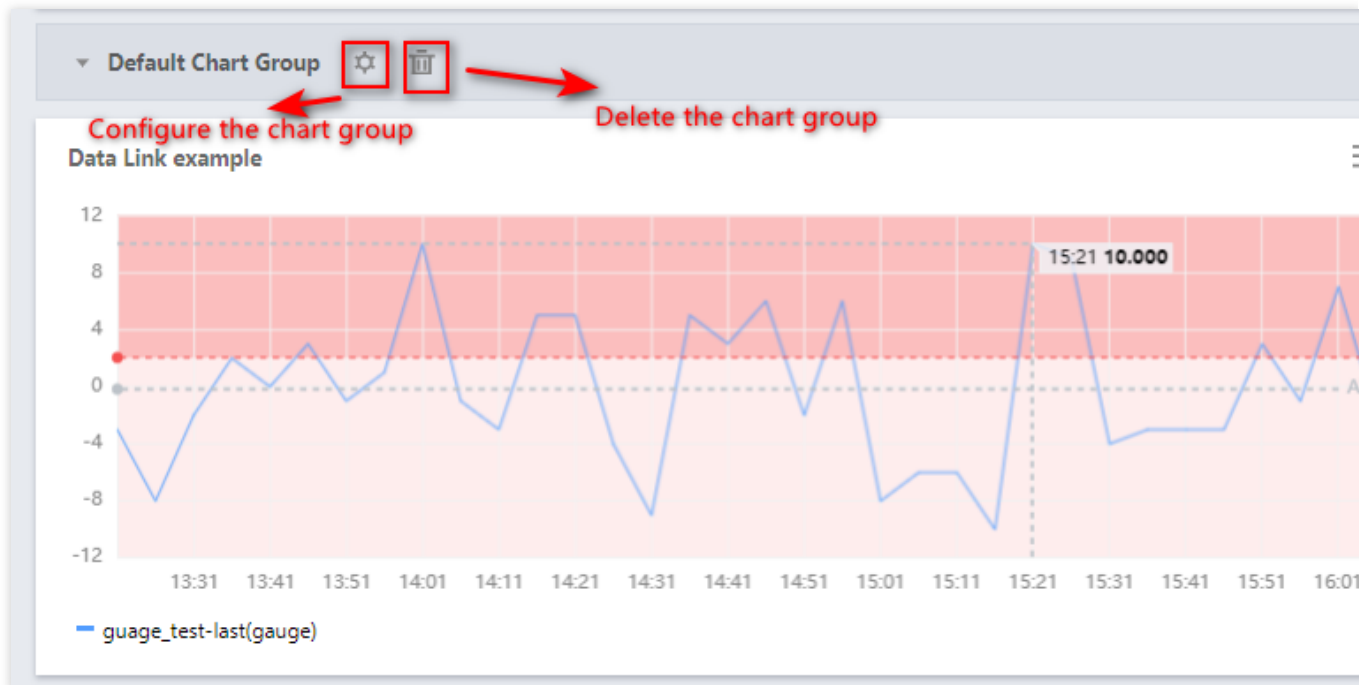 Default Chart Group
Configure the chart group
Delete the chart group
Data Link example
12
8
4
0
-4
-8
-12
15:21 10.000
A
13:31 13:41 13:51 14:01 14:11 14:21 14:31 14:41 14:51 15:01 15:11 15:21 15:31 15:41 15:51 16:01
guage_test-last(gauge)